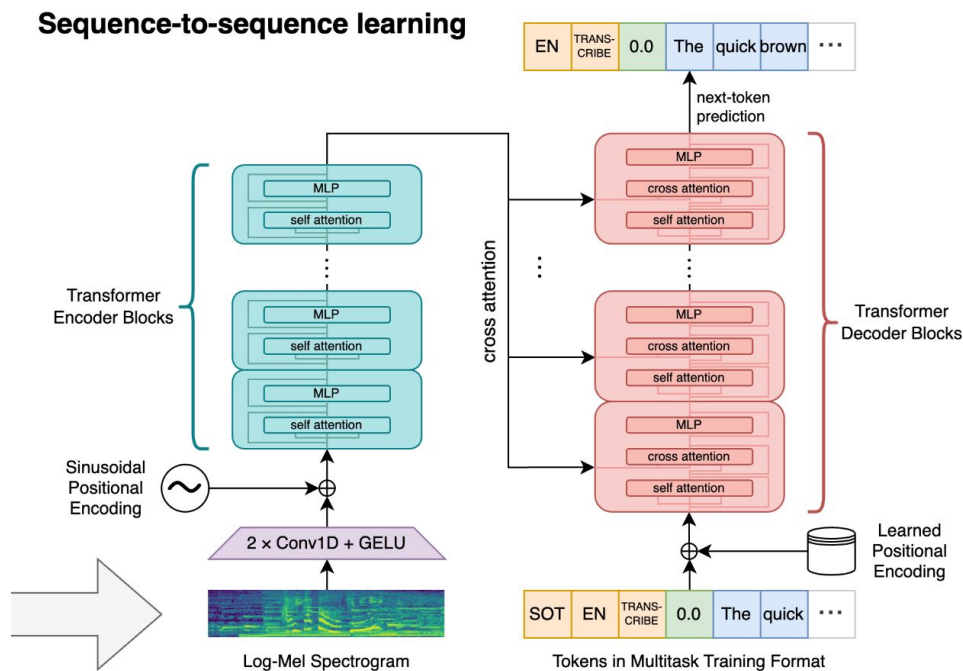 Sequence-to-sequence learning
EN TRANS-CRIBE 0.0 The quick brown ...
next-token
prediction
MLP
self attention
MLP
self attention
MLP
self attention
Transformer
Encoder Blocks
cross attention
MLP
cross attention
self attention
MLP
cross attention
self attention
MLP
cross attention
self attention
Transformer
Decoder Blocks
Sinusoidal
Positional
Encoding
2 × Conv1D + GELU
Log-Mel Spectrogram
Learned
Positional
Encoding
SOT EN TRANS-CRIBE 0.0 The quick ...
Tokens in Multitask Training Format